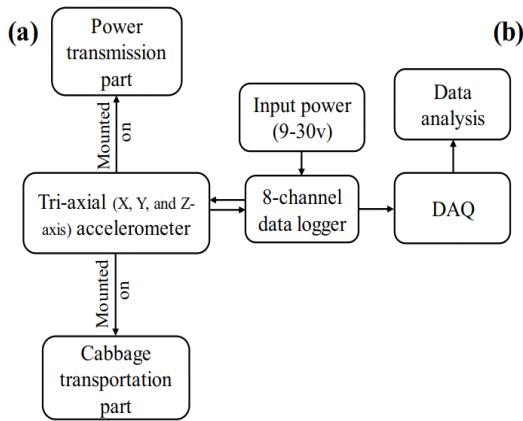 (a)
Power
transmission
part
(b)
Input power
(9-30v)
Data
analysis
Mounted
on
Tri-axial (X, Y, and Z-
axis) accelerometer
8-channel
data logger
DAQ
Mounted
on
Cabbage
transportation
part